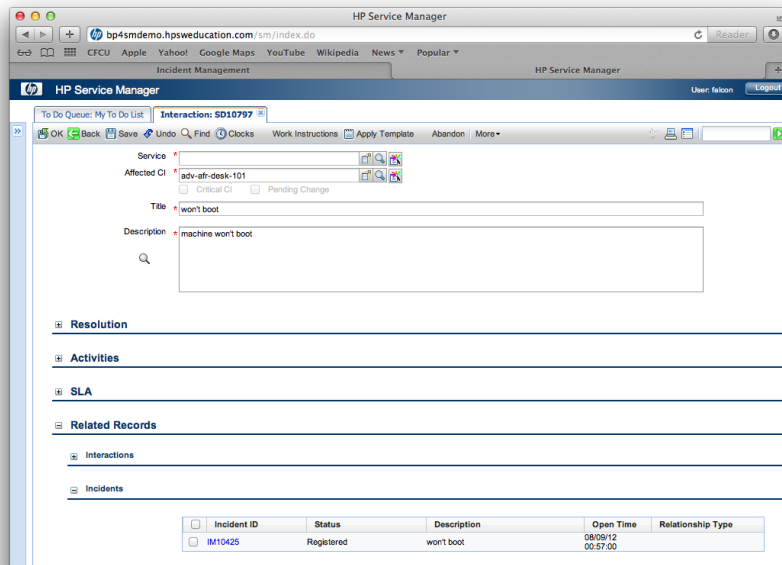 HP Service Manager
bp4smdemo.hpsweducation.com/sm/index.do
Reader
CFCU Apple Yahoo! Google Maps YouTube Wikipedia News Popular
Incident Management HP Service Manager
hp HP Service Manager User: falcon Logout
To Do Queue: My To Do List Interaction: SD10797
OK Back Save Undo Find Clocks Work Instructions Apply Template Abandon More
Service *
Affected CI * adv-afr-desk-101
Critical CI Pending Change
Title * won't boot
Description * machine won't boot
Resolution
Activities
SLA
Related Records
Interactions
Incidents
Incident ID Status Description Open Time Relationship Type
IM10425 Registered won't boot 08/09/12 00:57:00